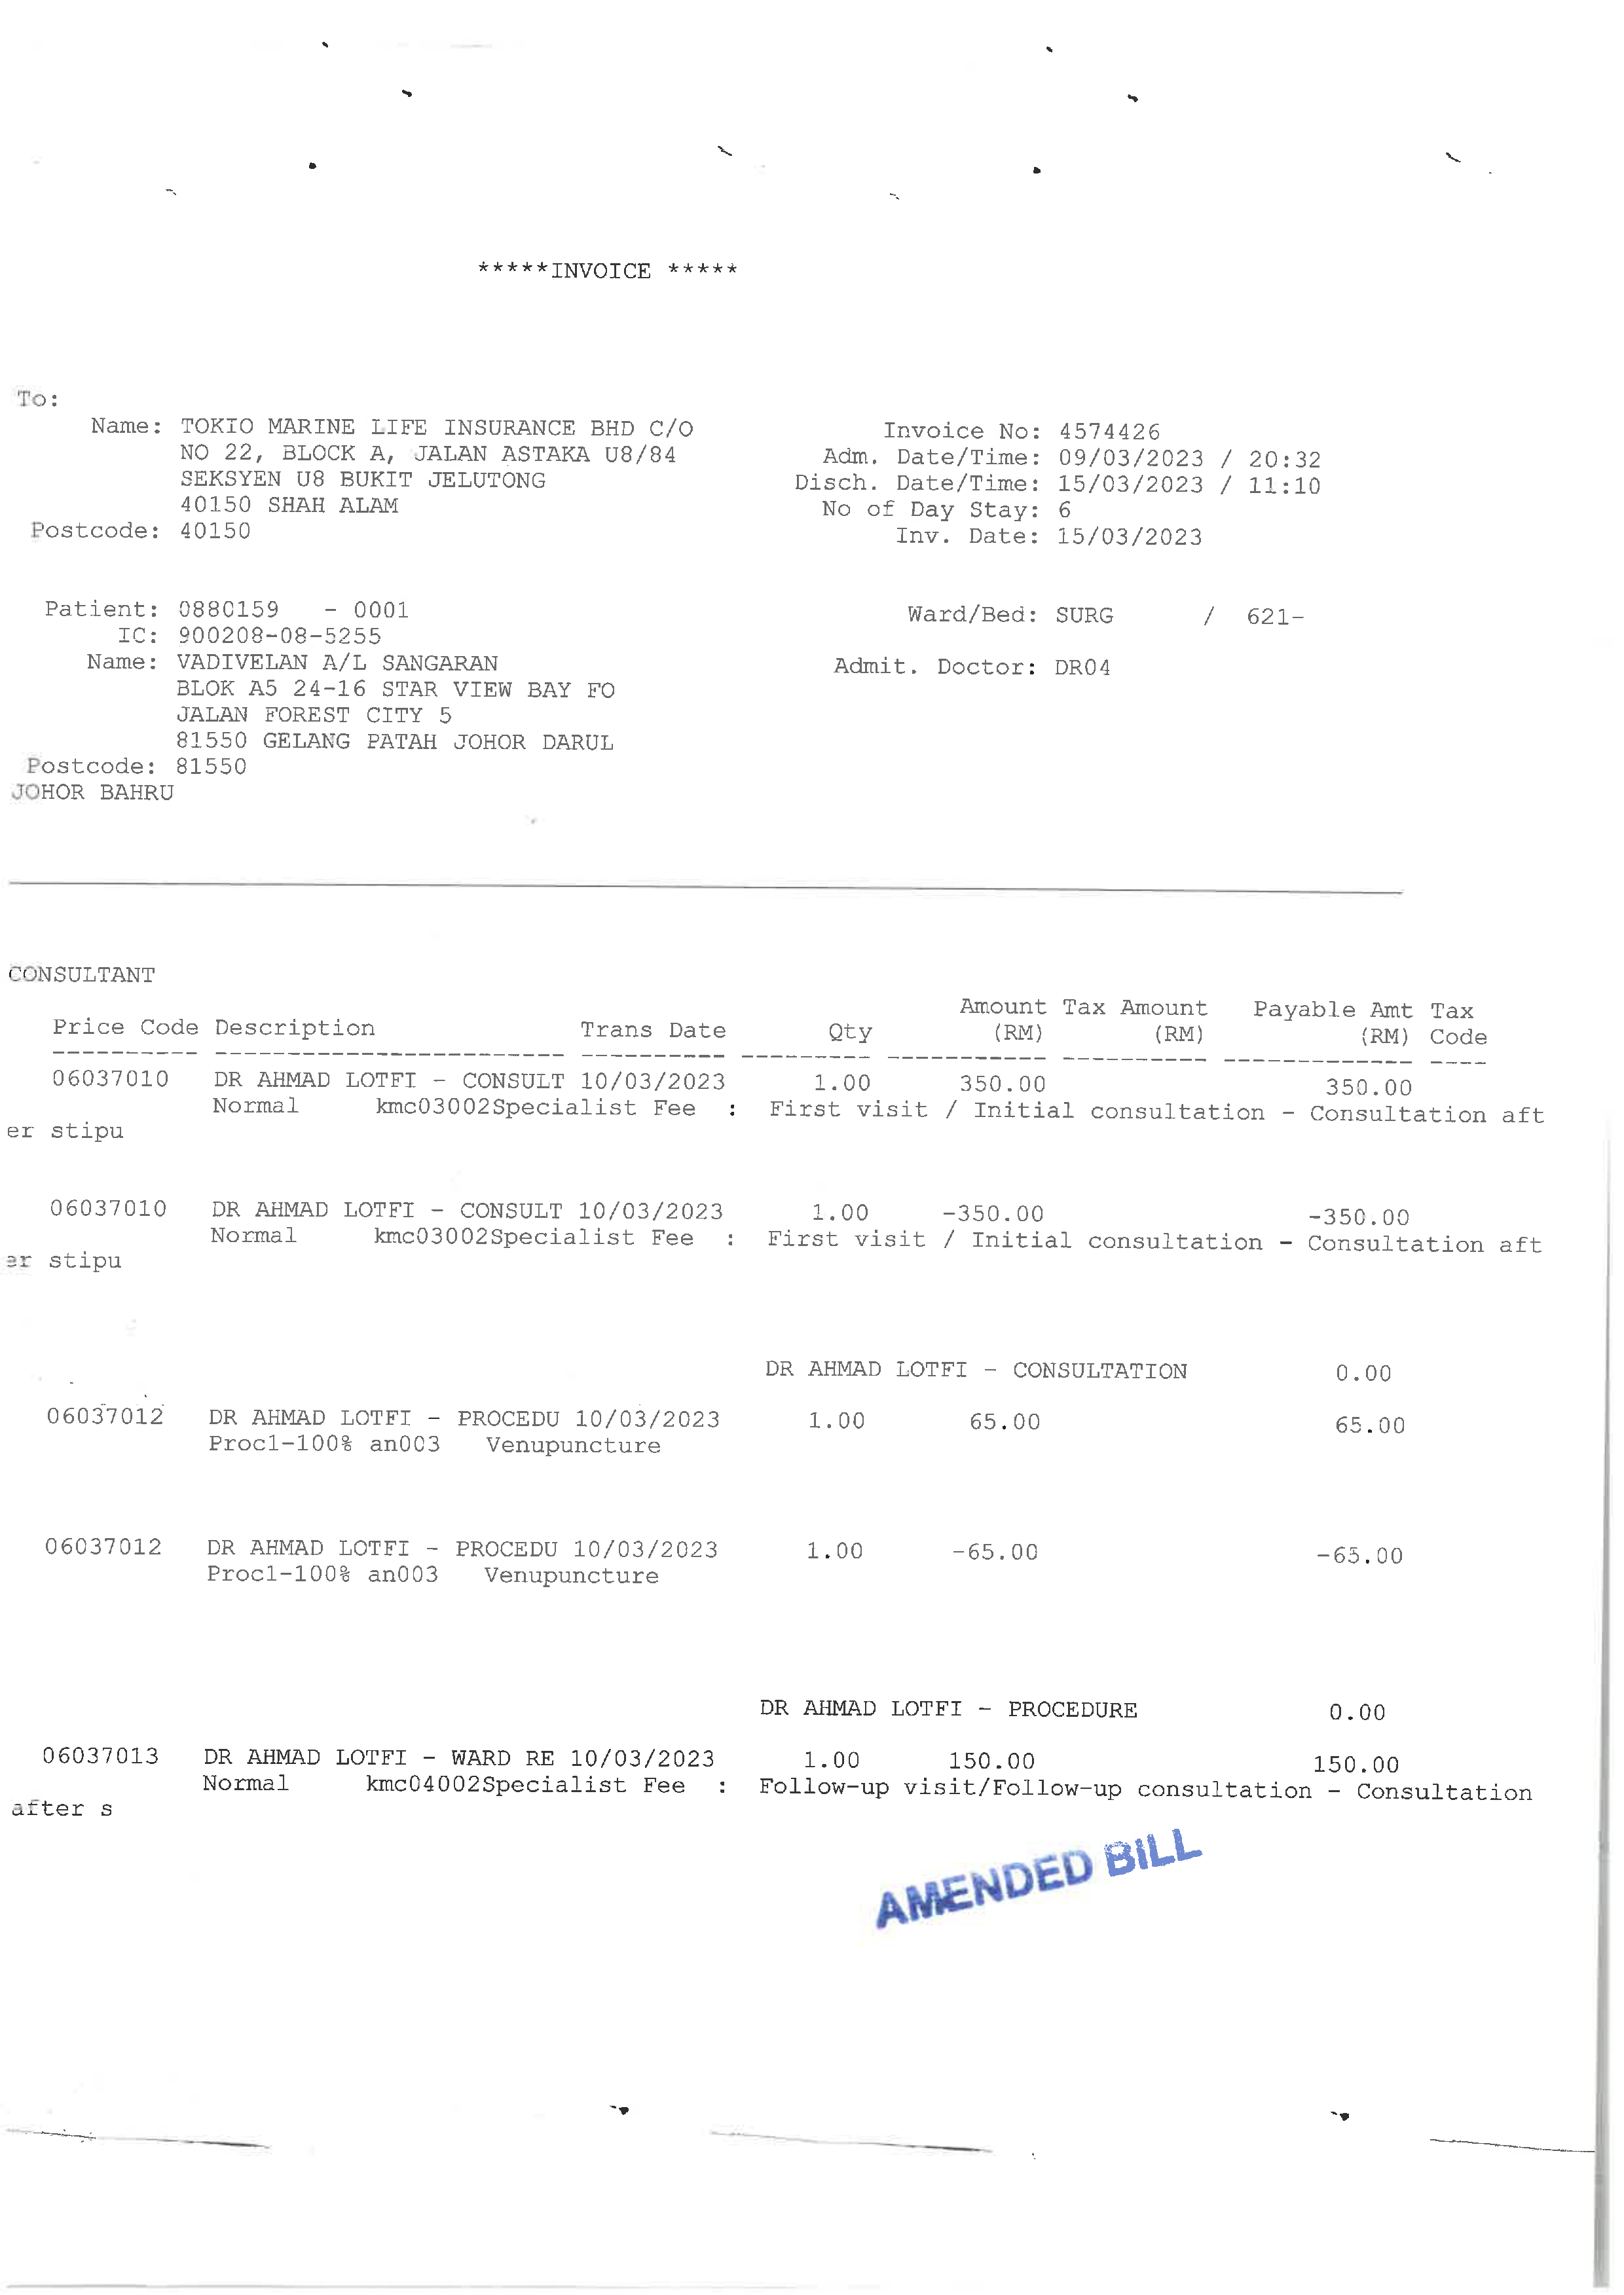 *****INVOICE *****
To:
Name: TOKIO MARINE LIFE INSURANCE BHD C/O
NO 22, BLOCK A, JALAN ASTAKA U8/84
SEKSYEN U8 BUKIT JELUTONG
40150 SHAH ALAM
Postcode: 40150
Invoice No: 4574426
Adm. Date/Time: 09/03/2023 / 20:32
Disch. Date/Time: 15/03/2023 / 11:10
No of Day Stay: 6
Inv. Date: 15/03/2023
Patient: 0880159 - 0001
IC: 900208-08-5255
Name: VADIVELAN A/L SANGARAN
BLOK A5 24-16 STAR VIEW BAY FO
JALAN FOREST CITY 5
81550 GELANG PATAH JOHOR DARUL
Postcode: 81550
JOHOR BAHRU
Ward/Bed: SURG / 621-
Admit. Doctor: DR04
CONSULTANT
Amount Tax Amount Payable Amt Tax
Price Code Description Trans Date Qty (RM) (RM) (RM) Code
06037010 DR AHMAD LOTFI - CONSULT 10/03/2023 1.00 350.00 350.00
Normal kmc03002Specialist Fee : First visit / Initial consultation - Consultation aft
er stipu
06037010 DR AHMAD LOTFI - CONSULT 10/03/2023 1.00 -350.00 -350.00
Normal kmc03002Specialist Fee : First visit / Initial consultation - Consultation aft
er stipu
DR AHMAD LOTFI - CONSULTATION 0.00
06037012 DR AHMAD LOTFI - PROCEDU 10/03/2023 1.00 65.00 65.00
Proc1-100% an003 Venupuncture
06037012 DR AHMAD LOTFI - PROCEDU 10/03/2023 1.00 -65.00 -65.00
Proc1-100% an003 Venupuncture
DR AHMAD LOTFI - PROCEDURE 0.00
06037013 DR AHMAD LOTFI - WARD RE 10/03/2023 1.00 150.00 150.00
Normal kmc04002Specialist Fee : Follow-up visit/Follow-up consultation - Consultation
after s
AMENDED BILL